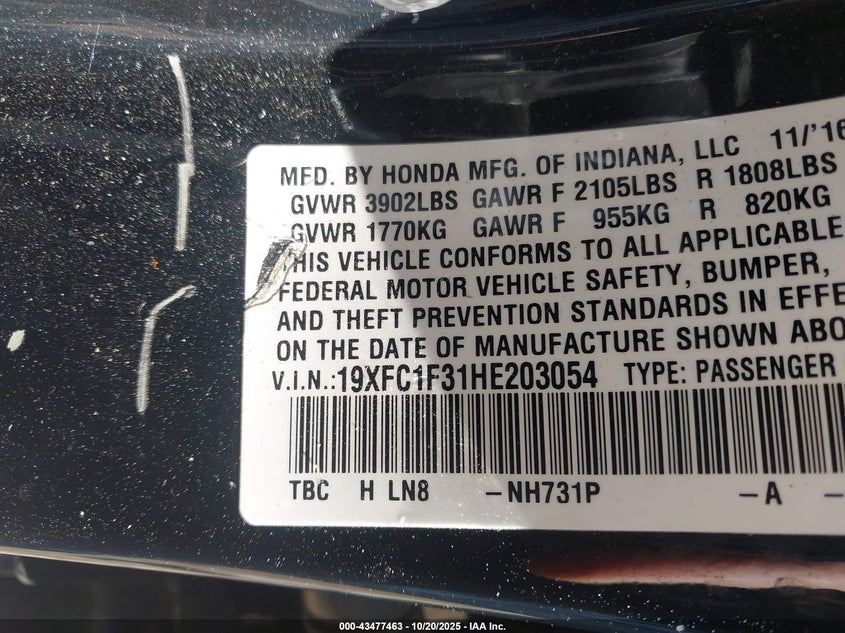 MFD. BY HONDA MFG. OF INDIANA, LLC 11/'16
GVWR 3902LBS GAWR F 2105LBS R 1808LBS
GVWR 1770KG GAWR F 955KG R 820KG
THIS VEHICLE CONFORMS TO ALL APPLICABLE
FEDERAL MOTOR VEHICLE SAFETY, BUMPER,
AND THEFT PREVENTION STANDARDS IN EFFE
ON THE DATE OF MANUFACTURE SHOWN ABO
V.I.N.:19XFC1F31HE203054 TYPE: PASSENGER
TBC H LN8 -NH731P -A -
000-43477463 - 10/20/2025 - IAA Inc.